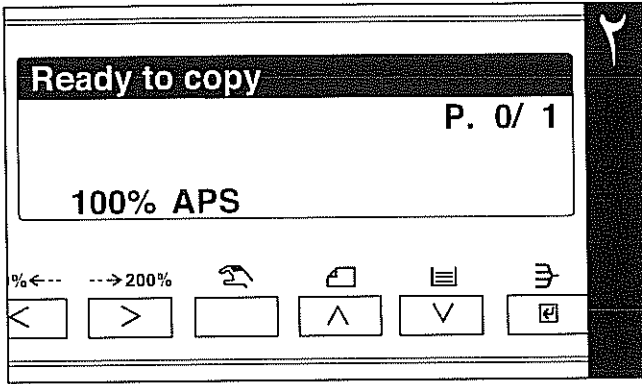 ٢
Ready to copy
P. 0/ 1
100% APS
%←--- --→200%
< > ∧ ∨ ↵